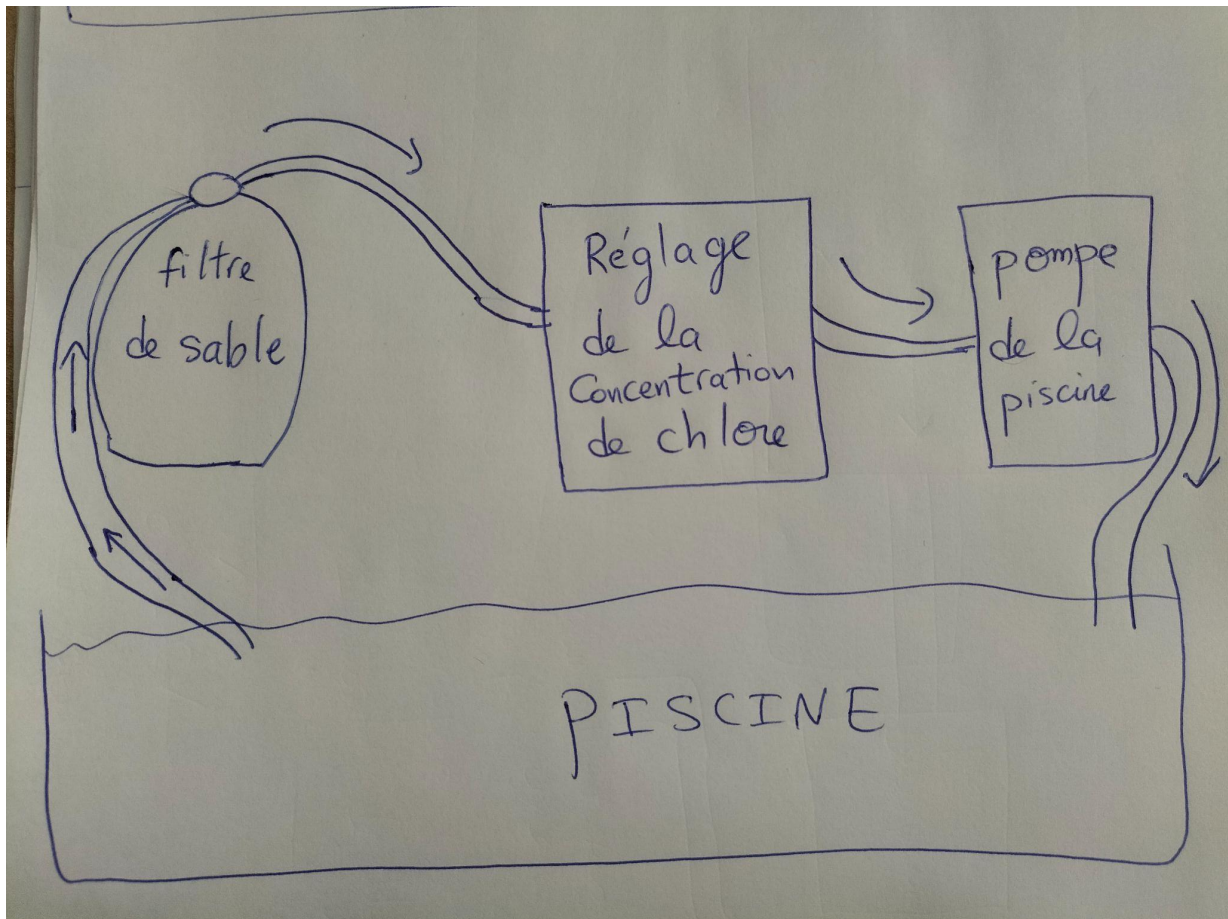 filtre
de sable
Réglage
de la
Concentration
de chlore
pompe
de la
piscine
PISCINE